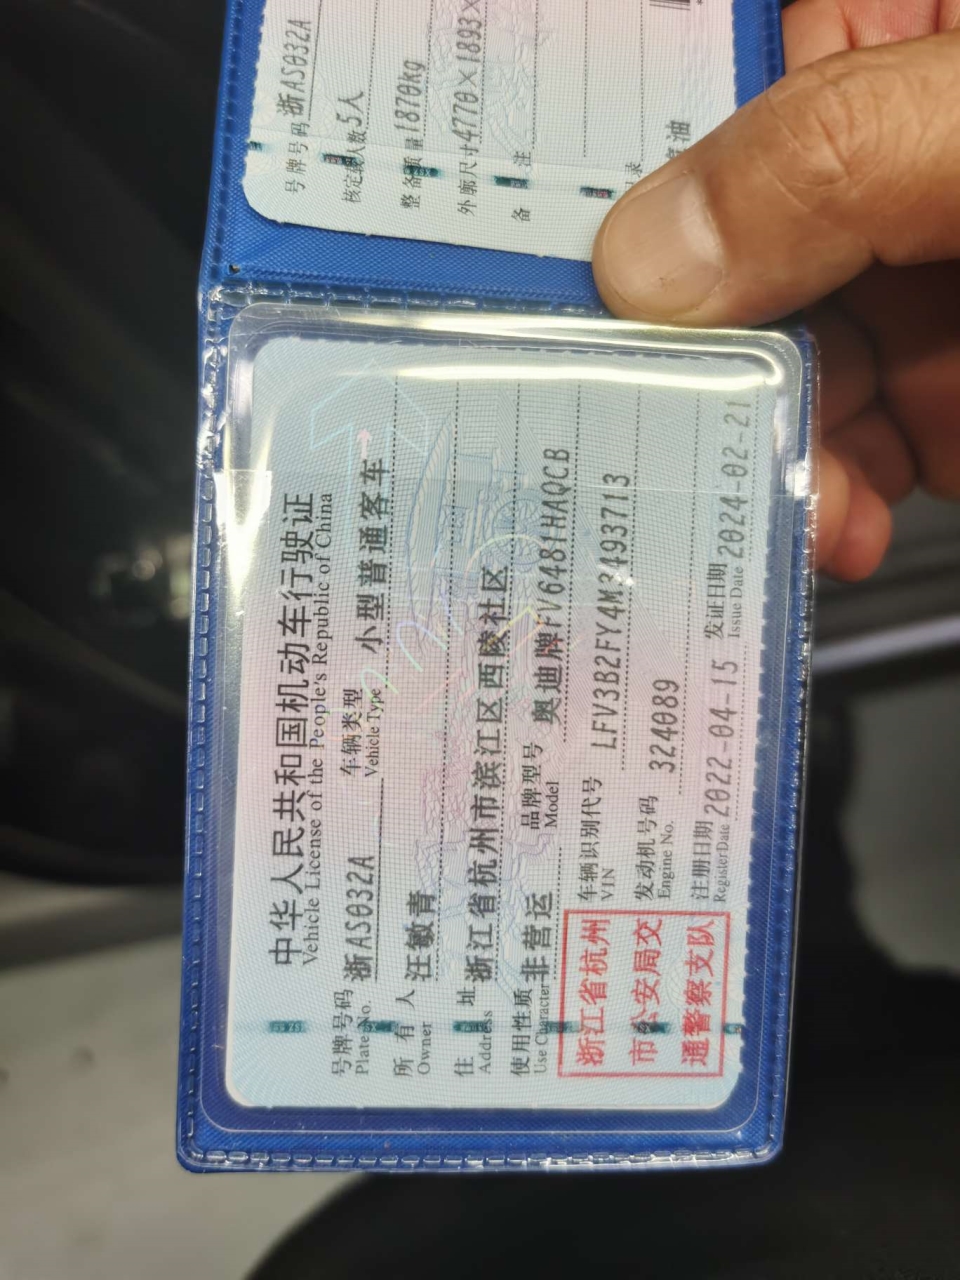 号牌号码 浙AS032A
核定载人数 5人
整备质量 1870kg
外廓尺寸 4770×1893×
备 注
油
中华人民共和国机动车行驶证
Vehicle License of the People's Republic of China
号牌号码 浙AS032A 车辆类型 小型普通客车
Plate No. Vehicle Type
所有人 汪敏青
Owner
住 址 浙江省杭州市滨江区西陵社区
Address
使用性质 非营运 品牌型号 奥迪牌FV6481HAQCB
Use Character Model
浙江省杭州
市公安局交
通警察支队
车辆识别代号 LFV3B2FY4M3493713
VIN
发动机号码 324089
Engine No.
注册日期 2022-04-15 发证日期 2024-02-21
Register Date Issue Date